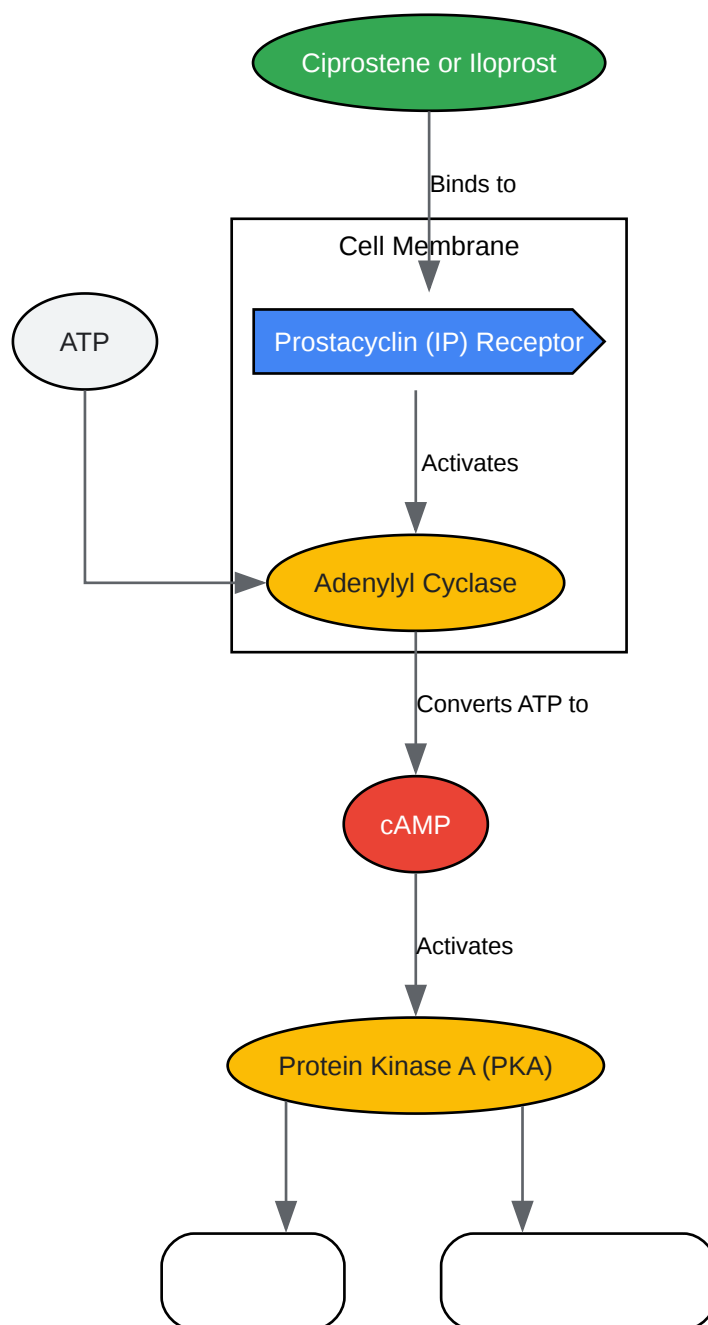 Ciprostene or Iloprost
Binds to
Cell Membrane
ATP
Prostacyclin (IP) Receptor
Activates
Adenylyl Cyclase
Converts ATP to
cAMP
Activates
Protein Kinase A (PKA)